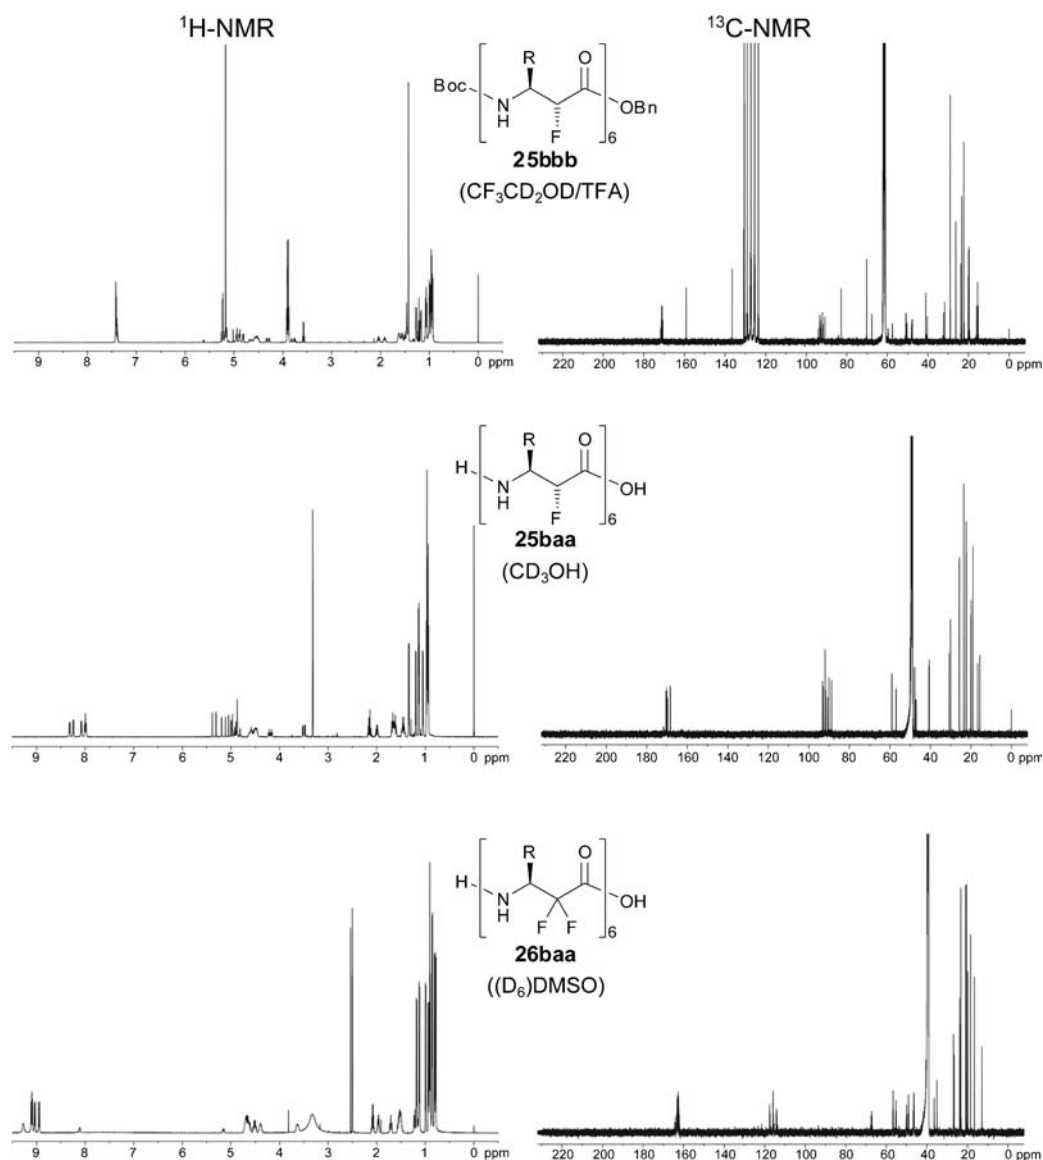 ¹H-NMR
¹³C-NMR
R
O
Boc
N
H
F
OBn
6
25bbb
(CF₃CD₂OD/TFA)
9 8 7 6 5 4 3 2 1 0 ppm
220 200 180 160 140 120 100 80 60 40 20 0 ppm
R
O
H
N
H
F
OH
6
25baa
(CD₃OH)
9 8 7 6 5 4 3 2 1 0 ppm
220 200 180 160 140 120 100 80 60 40 20 0 ppm
R
O
H
N
H
F F
OH
6
26baa
((D₆)DMSO)
9 8 7 6 5 4 3 2 1 0 ppm
220 200 180 160 140 120 100 80 60 40 20 0 ppm